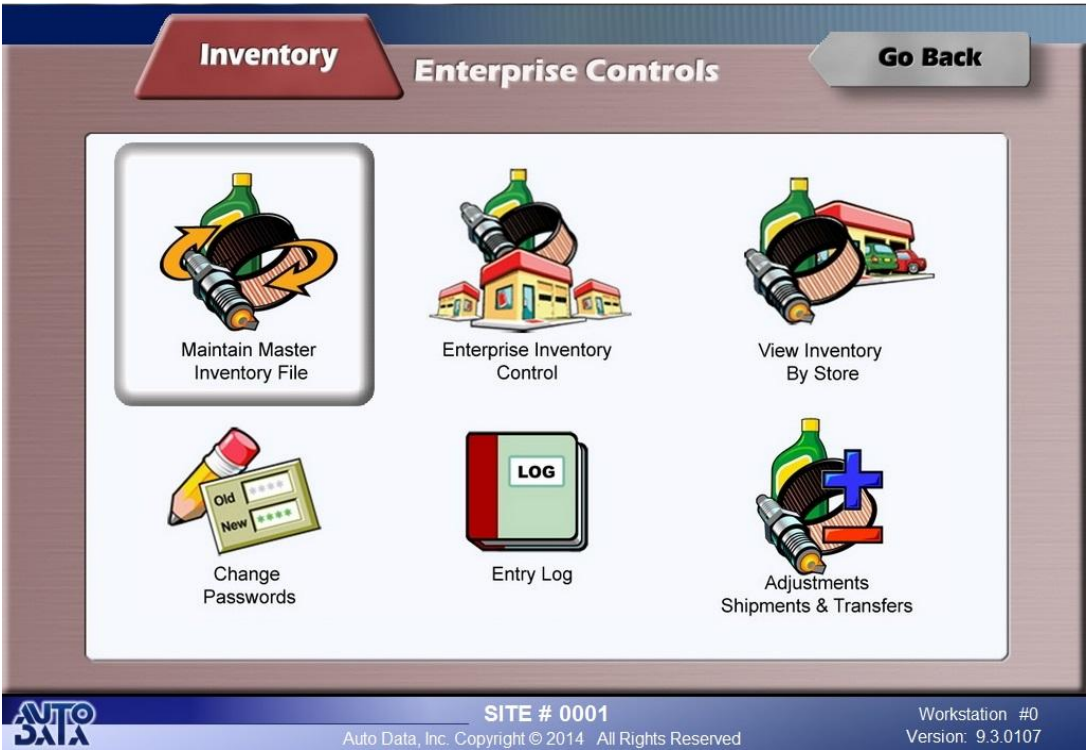 Inventory
Enterprise Controls
Go Back
Maintain Master
Inventory File
Enterprise Inventory
Control
View Inventory
By Store
Old ****
New ****
Change
Passwords
LOG
Entry Log
Adjustments
Shipments & Transfers
AUTO
DATA
SITE # 0001
Auto Data, Inc. Copyright © 2014 All Rights Reserved
Workstation #0
Version: 9.3.0107